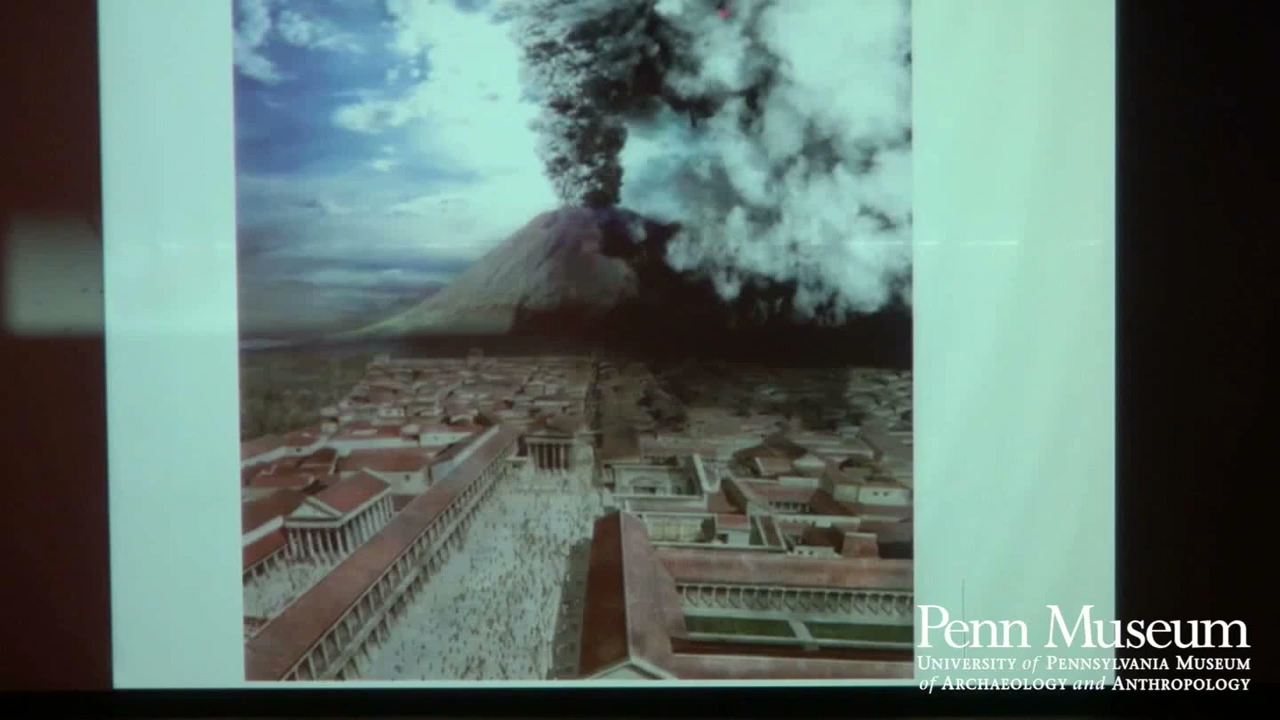 Penn Museum
UNIVERSITY of PENNSYLVANIA MUSEUM
of ARCHAEOLOGY and ANTHROPOLOGY